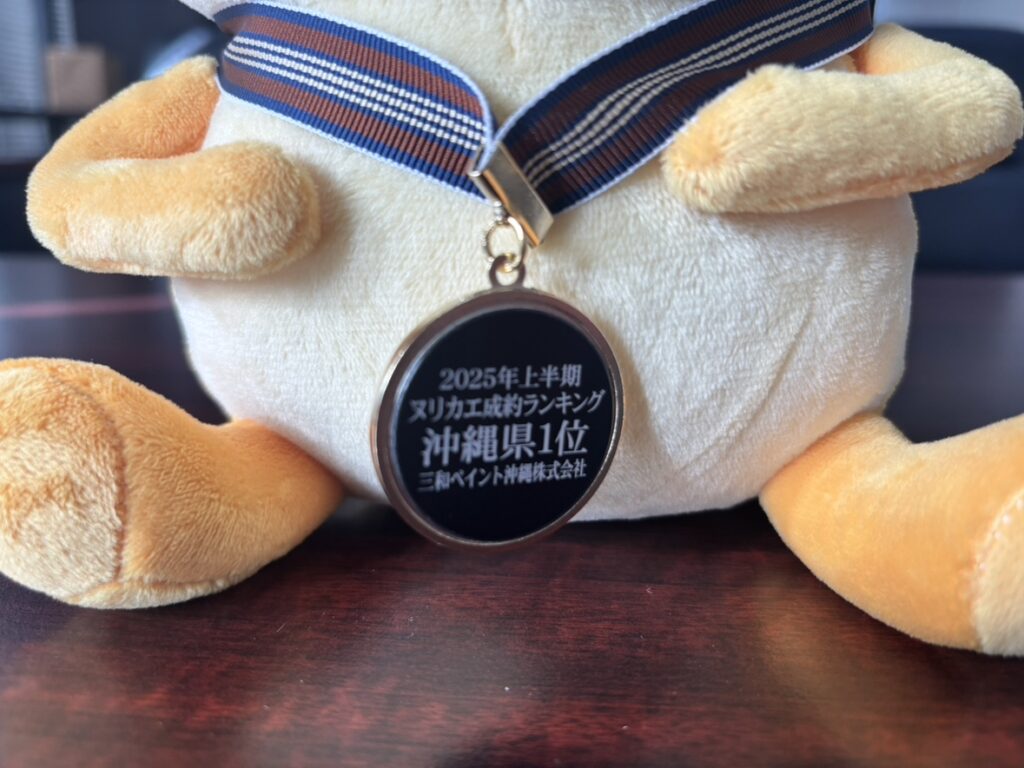 2025年上半期
ヌリカエ成約ランキング
沖縄県1位
三和ペイント沖縄株式会社